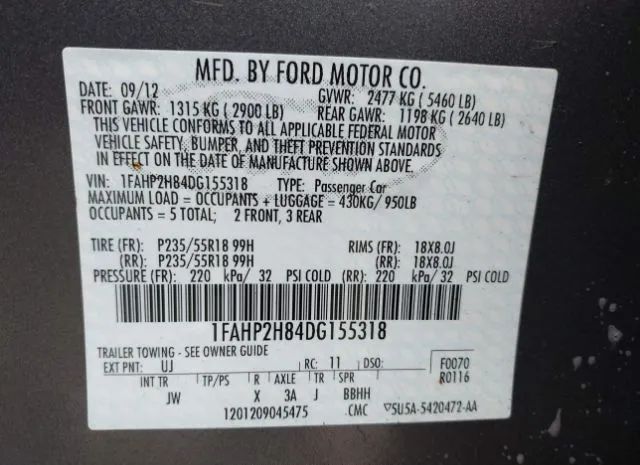 MFD. BY FORD MOTOR CO.
DATE: 09/12 GVWR: 2477 KG ( 5460 LB)
FRONT GAWR: 1315 KG ( 2900 LB) REAR GAWR: 1198 KG ( 2640 LB)
THIS VEHICLE CONFORMS TO ALL APPLICABLE FEDERAL MOTOR
VEHICLE SAFETY, BUMPER, AND THEFT PREVENTION STANDARDS
IN EFFECT ON THE DATE OF MANUFACTURE SHOWN ABOVE.
VIN: 1FAHP2H84DG155318 TYPE: Passenger Car
MAXIMUM LOAD = OCCUPANTS + LUGGAGE = 430KG/ 950LB
OCCUPANTS = 5 TOTAL; 2 FRONT, 3 REAR
TIRE (FR): P235/55R18 99H RIMS (FR): 18X8.0J
(RR): P235/55R18 99H (RR): 18X8.0J
PRESSURE (FR): 220 kPa/ 32 PSI COLD (RR): 220 kPa/ 32 PSI COLD
1FAHP2H84DG155318
TRAILER TOWING - SEE OWNER GUIDE
EXT PNT: UJ RC: 11 DSO: F0070
R0116
INT TR TP/PS R AXLE TR SPR
JW X 3A J BBHH
1201209045475 CMC ▽5U5A-5420472-AA